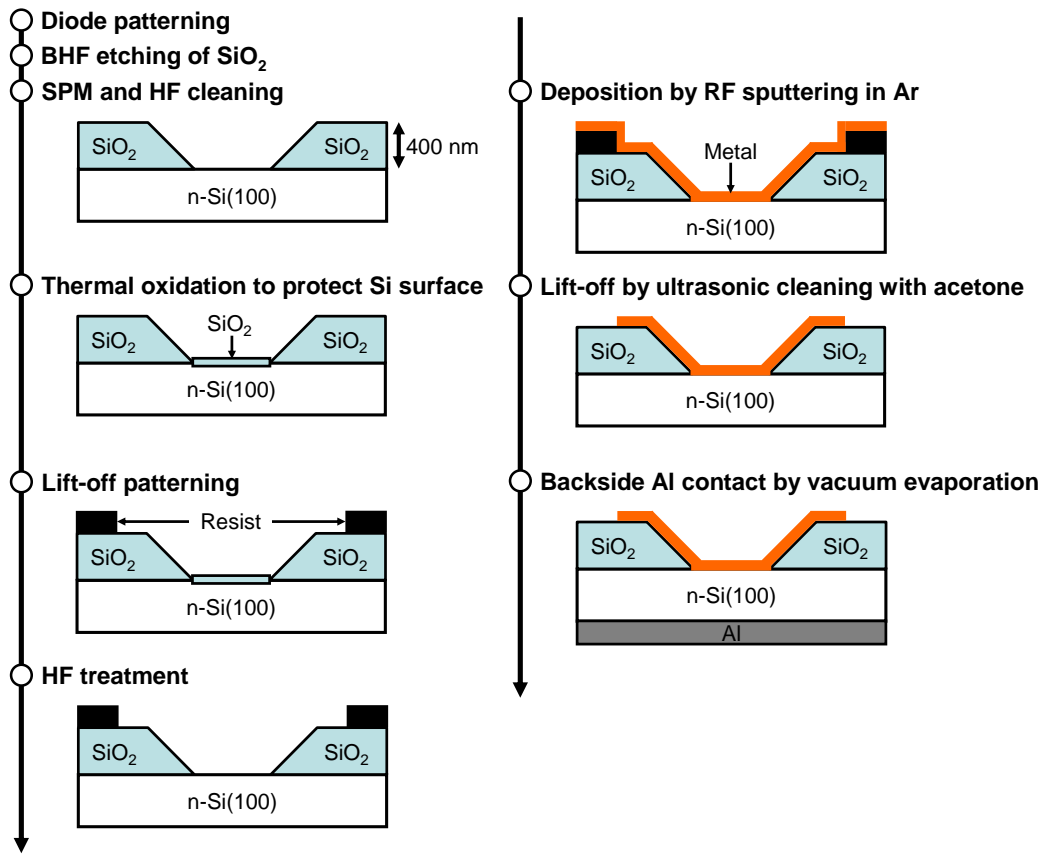 Diode patterning
BHF etching of SiO₂
SPM and HF cleaning
SiO₂
SiO₂
400 nm
n-Si(100)
Thermal oxidation to protect Si surface
SiO₂
SiO₂
SiO₂
n-Si(100)
Lift-off patterning
Resist
SiO₂
SiO₂
n-Si(100)
HF treatment
SiO₂
SiO₂
n-Si(100)
Deposition by RF sputtering in Ar
Metal
SiO₂
SiO₂
n-Si(100)
Lift-off by ultrasonic cleaning with acetone
SiO₂
SiO₂
n-Si(100)
Backside Al contact by vacuum evaporation
SiO₂
SiO₂
n-Si(100)
Al